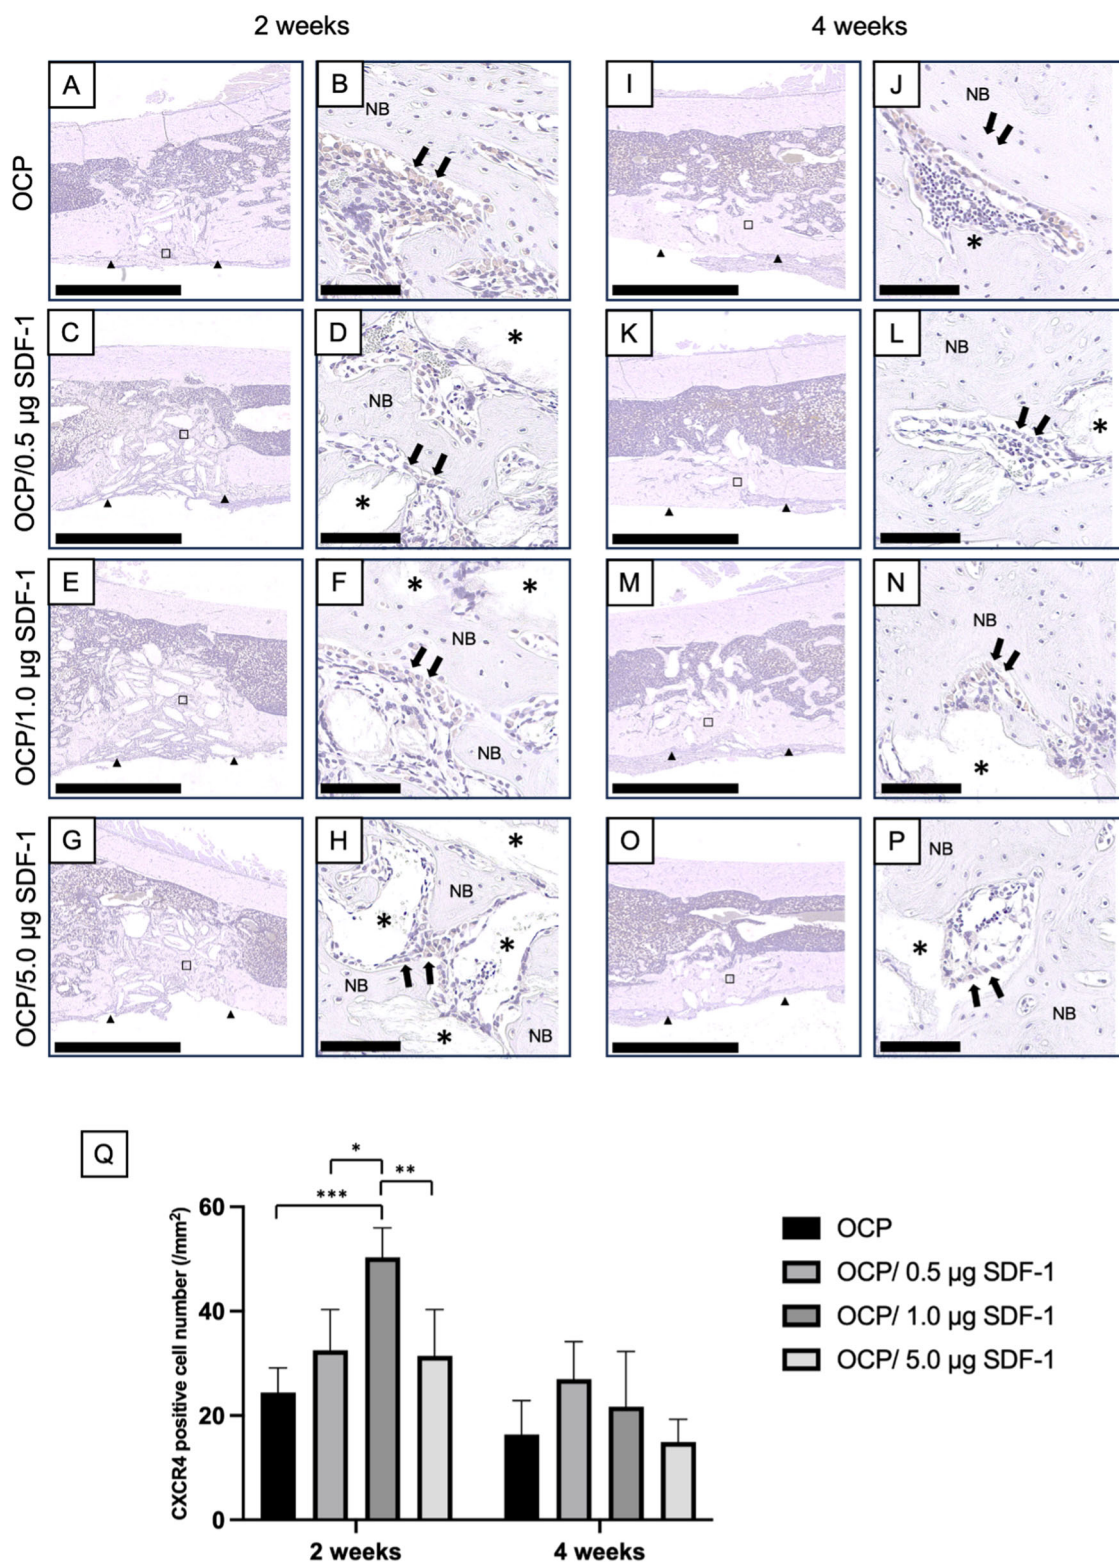 2 weeks 4 weeks
OCP
A B NB I J NB *
OCP/0.5 µg SDF-1
C D * NB * K L NB *
OCP/1.0 µg SDF-1
E F * * NB NB M N NB *
OCP/5.0 µg SDF-1
G H * NB * * NB * NB O P NB * NB
Q
*
**
***
CXCR4 positive cell number (/mm²)
60
40
20
0
2 weeks 4 weeks
OCP
OCP/ 0.5 µg SDF-1
OCP/ 1.0 µg SDF-1
OCP/ 5.0 µg SDF-1